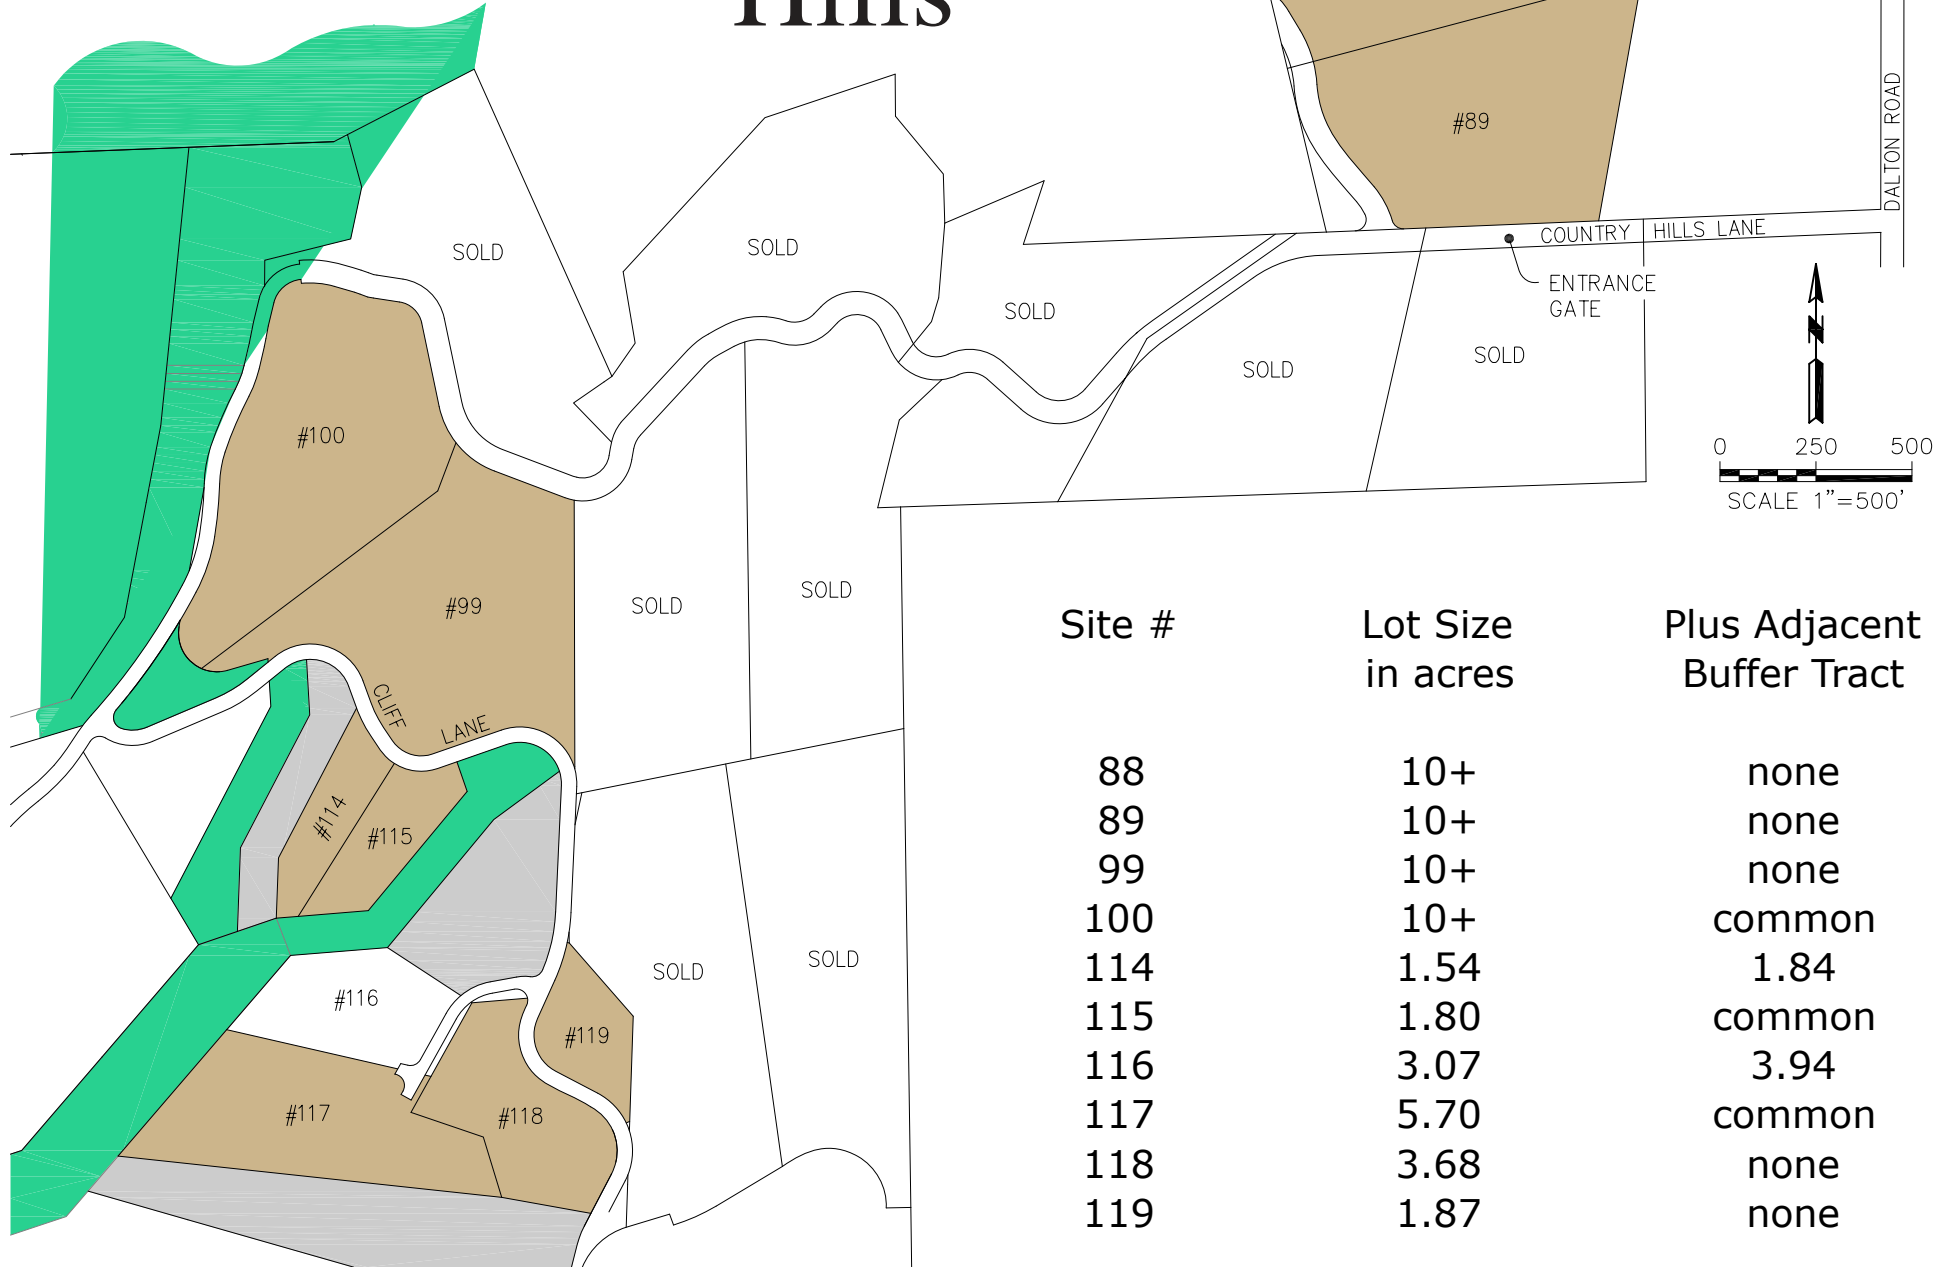 Hills
#89
DALTON ROAD
COUNTRY HILLS LANE
ENTRANCE
GATE
SOLD
SOLD
SOLD
SOLD
SOLD
N
0 250 500
SCALE 1"=500'
#100
#99
SOLD
SOLD
CLIFF
LANE
#114
#115
SOLD
SOLD
#116
#119
#117
#118
Site # Lot Size Plus Adjacent
in acres Buffer Tract
88 10+ none
89 10+ none
99 10+ none
100 10+ common
114 1.54 1.84
115 1.80 common
116 3.07 3.94
117 5.70 common
118 3.68 none
119 1.87 none